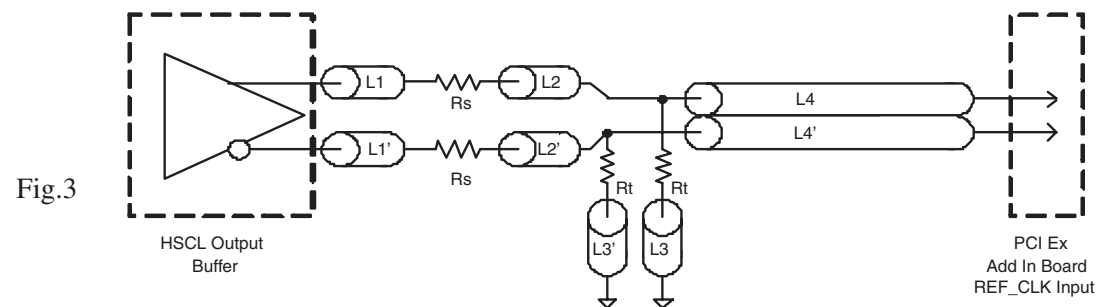 L1
Rs
L2
L4
L1'
Rs
L2'
L4'
Rt
Rt
L3'
L3
Fig.3
HSCL Output
Buffer
PCI Ex
Add In Board
REF_CLK Input